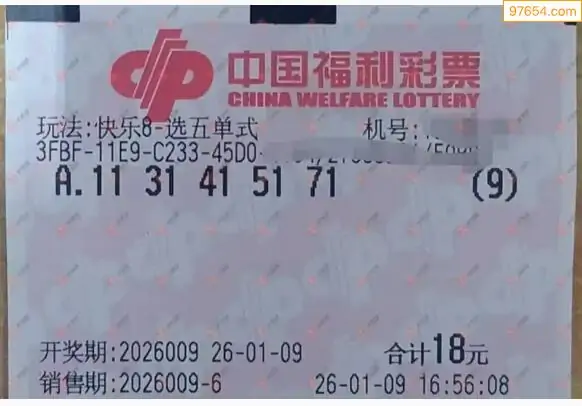 97654.com
中国福利彩票
CHINA WELFARE LOTTERY
玩法:快乐8-选五单式 机号:
3FBF-11E9-C233-45D0-
A.11 31 41 51 71 (9)
开奖期:2026009 26-01-09 合计18元
销售期:2026009-6 26-01-09 16:56:08